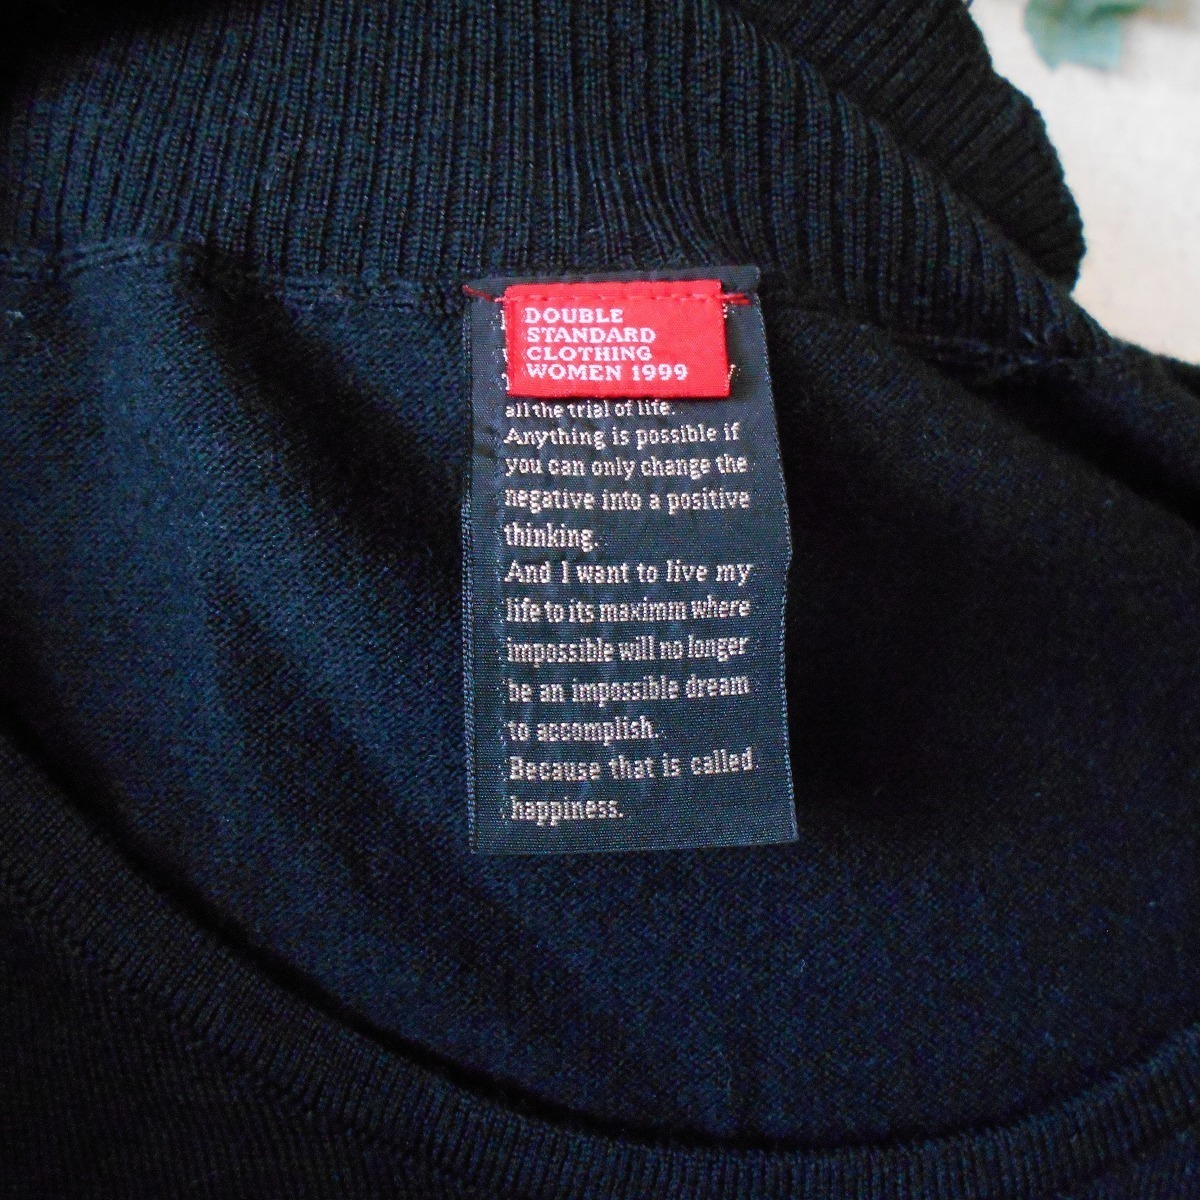 DOUBLE
STANDARD
CLOTHING
WOMEN 1999
all the trial of life.
Anything is possible if
you can only change the
negative into a positive
thinking.
And I want to live my
life to its maximm where
impossible will no longer
be an impossible dream
to accomplish.
Because that is called
happiness.